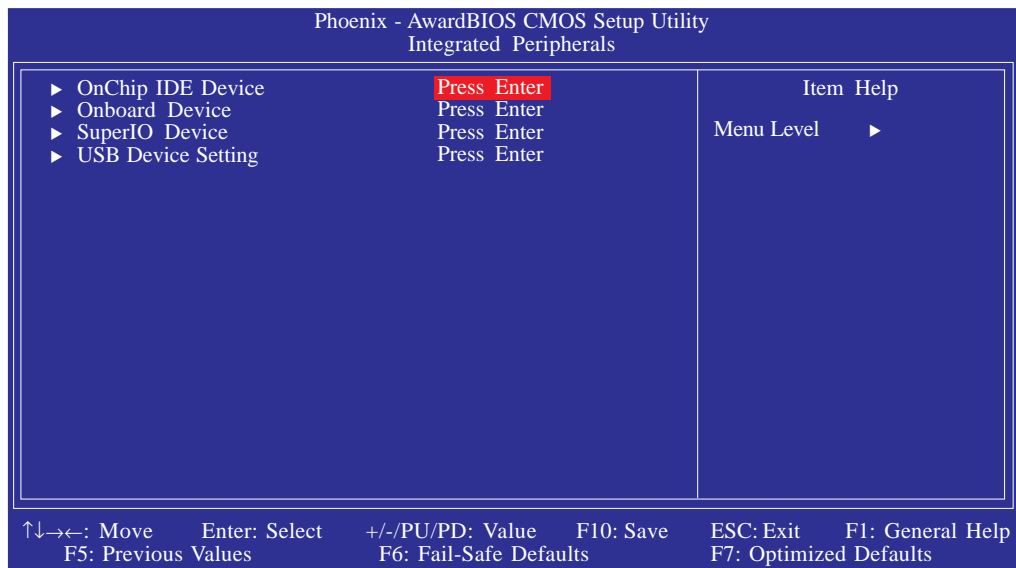 Phoenix - AwardBIOS CMOS Setup Utility
Integrated Peripherals
► OnChip IDE Device Press Enter
► Onboard Device Press Enter
► SuperIO Device Press Enter
► USB Device Setting Press Enter
Item Help
Menu Level ►
↑↓→←: Move Enter: Select +/-/PU/PD: Value F10: Save ESC: Exit F1: General Help
F5: Previous Values F6: Fail-Safe Defaults F7: Optimized Defaults